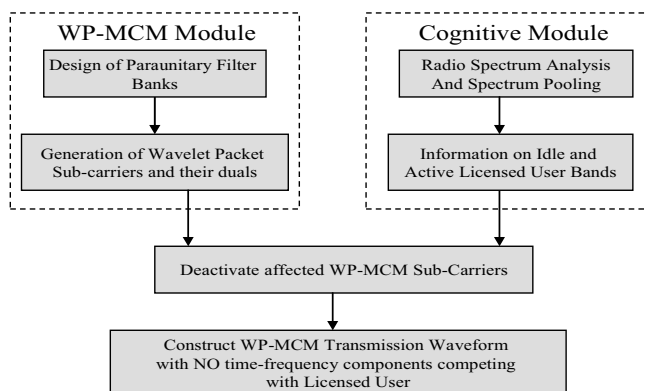 WP-MCM Module
Design of Paraunitary Filter
Banks
Generation of Wavelet Packet
Sub-carriers and their duals
Cognitive Module
Radio Spectrum Analysis
And Spectrum Pooling
Information on Idle and
Active Licensed User Bands
Deactivate affected WP-MCM Sub-Carriers
Construct WP-MCM Transmission Waveform
with NO time-frequency components competing
with Licensed User